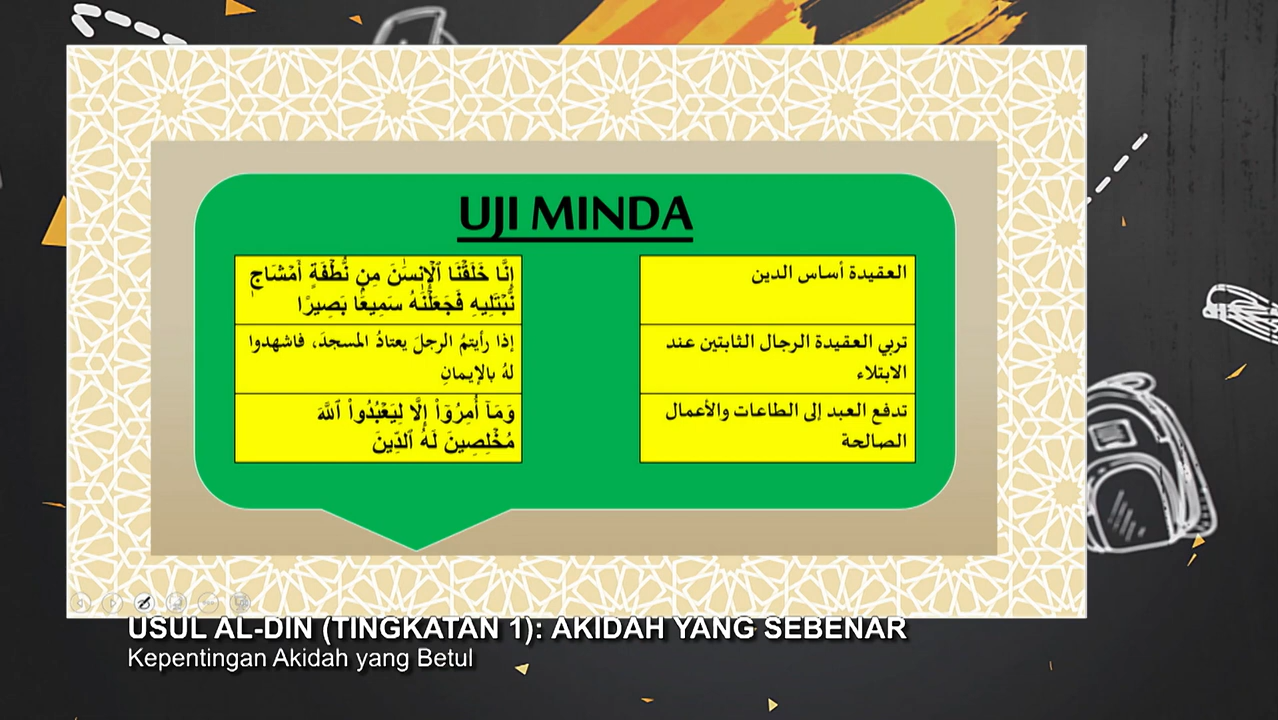 UJI MINDA
العقيدة أساس الدين
تربي العقيدة الرجال الثابتين عند
الابتلاء
تدفع العبد إلى الطاعات والأعمال
الصالحة
إِنَّا خَلَقْنَا ٱلْإِنسَٰنَ مِن نُّطْفَةٍ أَمْشَاجٍ
نَّبْتَلِيهِ فَجَعَلْنَٰهُ سَمِيعًا بَصِيرًا
إذا رأيتمُ الرجلَ يعتادُ المسجدَ، فاشهدوا
لهُ بالإيمانِ
وَمَآ أُمِرُوٓا۟ إِلَّا لِيَعْبُدُوا۟ ٱللَّهَ
مُخْلِصِينَ لَهُ ٱلدِّينَ
USUL AL-DIN (TINGKATAN 1): AKIDAH YANG SEBENAR
Kepentingan Akidah yang Betul